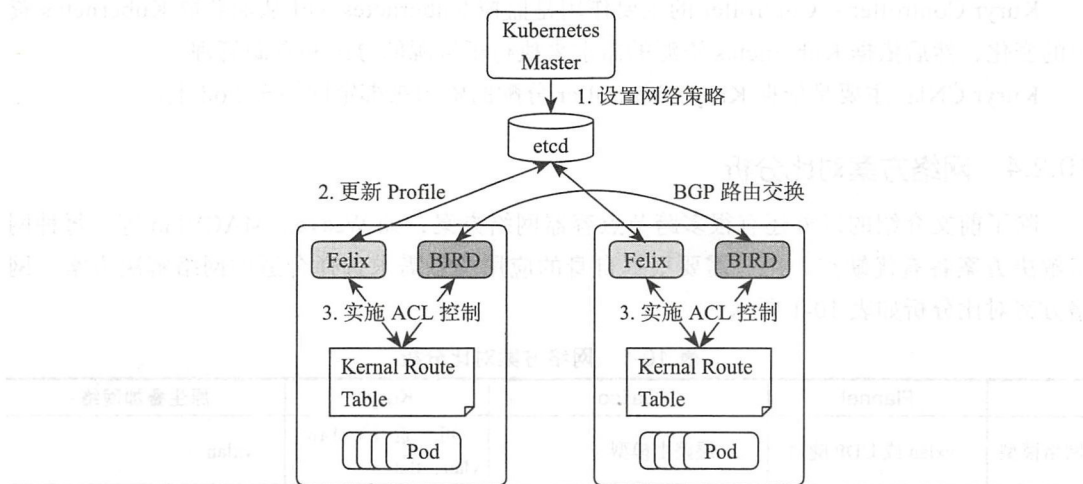 Kubernetes
Master
1. 设置网络策略
etcd
2. 更新 Profile
BGP 路由交换
Felix
BIRD
Felix
BIRD
3. 实施 ACL 控制
3. 实施 ACL 控制
Kernal Route
Table
Kernal Route
Table
Pod
Pod